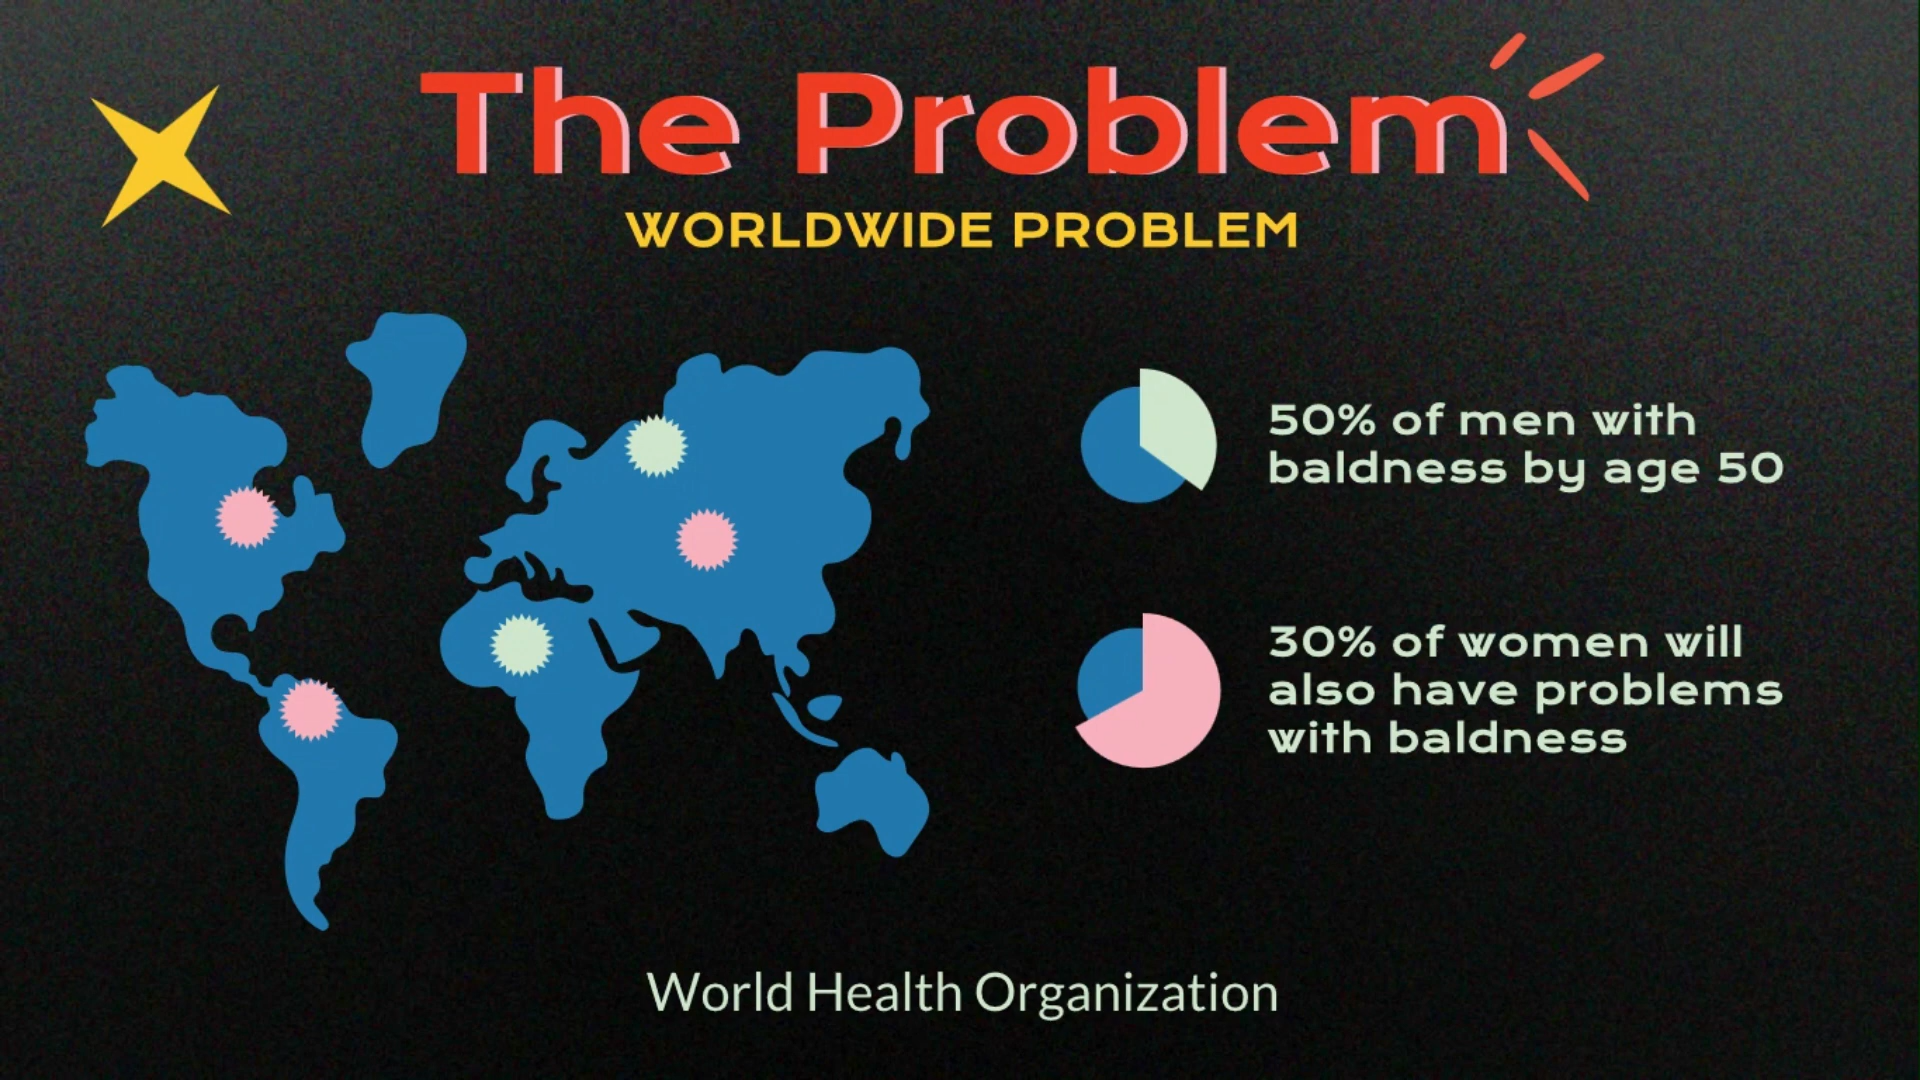 The Problem
WORLDWIDE PROBLEM
50% of men with
baldness by age 50
30% of women will
also have problems
with baldness
World Health Organization